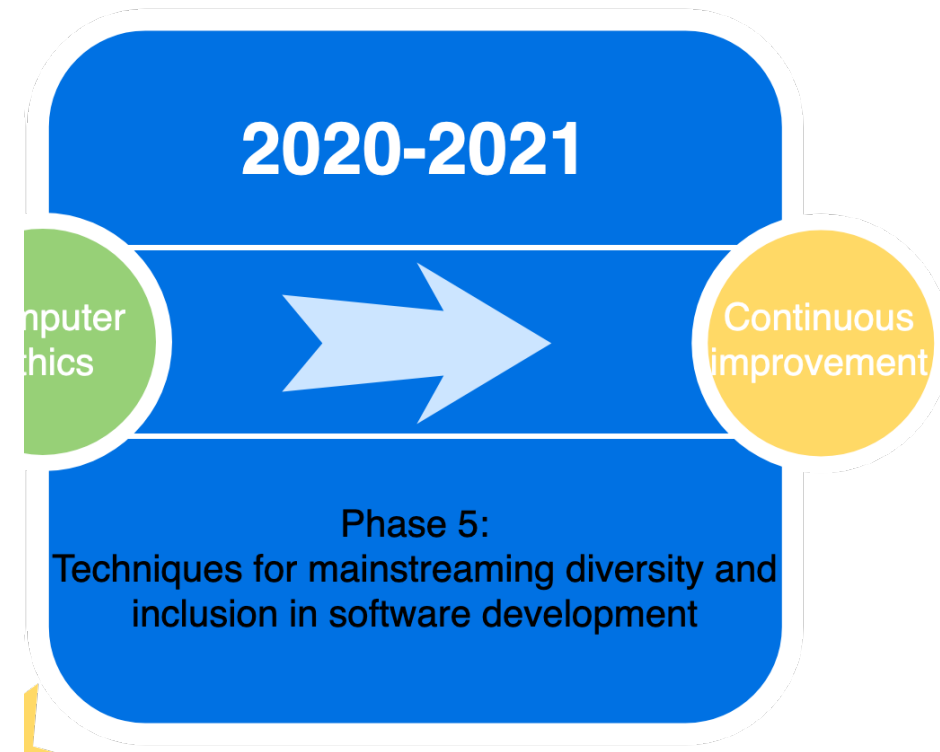 2020-2021
mputer
thics
Continuous
improvement
Phase 5:
Techniques for mainstreaming diversity and
inclusion in software development